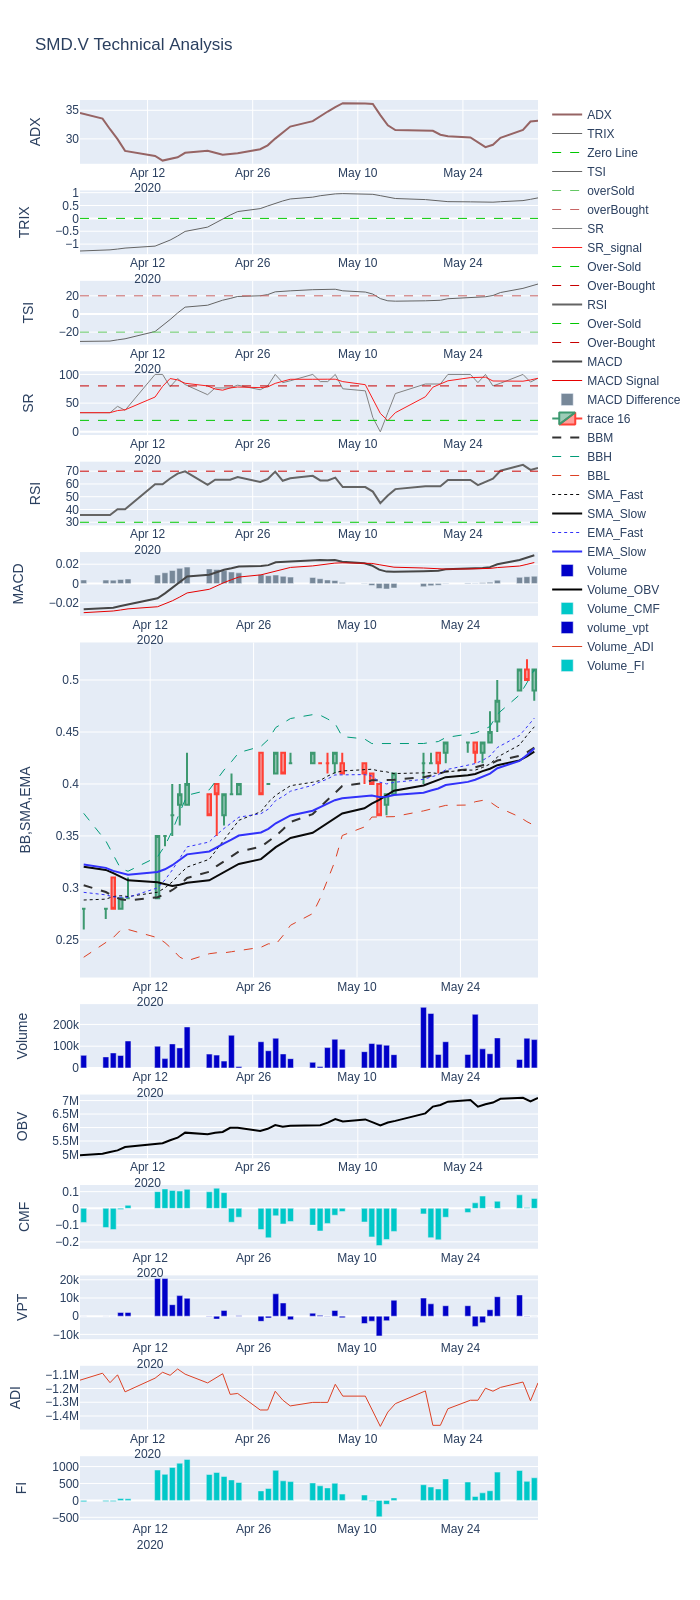 SMD.V Technical Analysis
ADX
35
30
Apr 12
2020
Apr 26
May 10
May 24
TRIX
1
0.5
0
−0.5
−1
Apr 12
2020
Apr 26
May 10
May 24
TSI
20
0
−20
Apr 12
2020
Apr 26
May 10
May 24
SR
100
50
0
Apr 12
2020
Apr 26
May 10
May 24
RSI
70
60
50
40
30
Apr 12
2020
Apr 26
May 10
May 24
MACD
0.02
0
−0.02
Apr 12
2020
Apr 26
May 10
May 24
BB,SMA,EMA
0.5
0.45
0.4
0.35
0.3
0.25
Apr 12
2020
Apr 26
May 10
May 24
Volume
200k
100k
0
Apr 12
2020
Apr 26
May 10
May 24
OBV
7M
6.5M
6M
5.5M
5M
Apr 12
2020
Apr 26
May 10
May 24
CMF
0.1
0
−0.1
−0.2
Apr 12
2020
Apr 26
May 10
May 24
VPT
20k
10k
0
−10k
Apr 12
2020
Apr 26
May 10
May 24
ADI
−1.1M
−1.2M
−1.3M
−1.4M
Apr 12
2020
Apr 26
May 10
May 24
FI
1000
500
0
−500
Apr 12
2020
Apr 26
May 10
May 24
ADX
TRIX
Zero Line
TSI
overSold
overBought
SR
SR_signal
Over-Sold
Over-Bought
RSI
Over-Sold
Over-Bought
MACD
MACD Signal
MACD Difference
trace 16
BBM
BBH
BBL
SMA_Fast
SMA_Slow
EMA_Fast
EMA_Slow
Volume
Volume_OBV
Volume_CMF
volume_vpt
Volume_ADI
Volume_FI